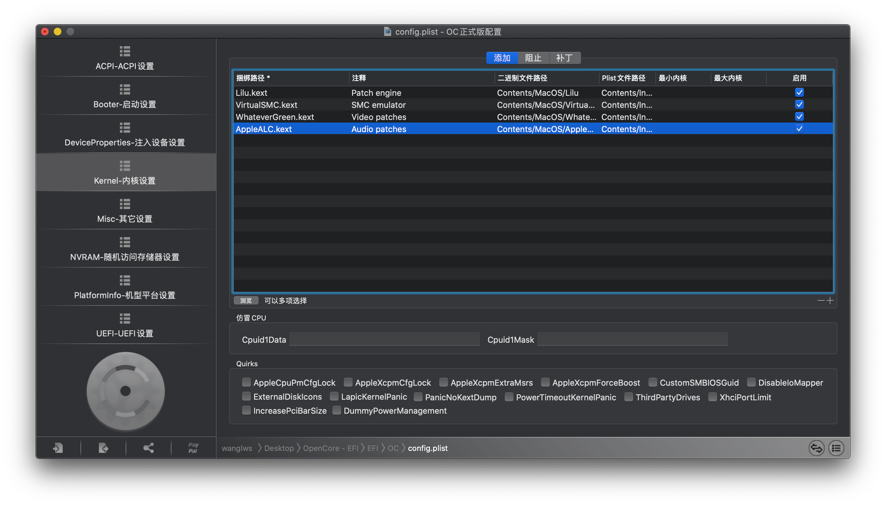 config.plist - OC正式版配置
ACPI-ACPI设置
Booter-启动设置
DeviceProperties-注入设备设置
Kernel-内核设置
Misc-其它设置
NVRAM-随机访问存储器设置
PlatformInfo-机型平台设置
UEFI-UEFI设置
Pay
Pal
添加 阻止 补丁
捆绑路径 注释 二进制文件路径 Plist文件路径 最小内核 最大内核 启用
Lilu.kext Patch engine Contents/MacOS/Lilu Contents/In...
VirtualSMC.kext SMC emulator Contents/MacOS/Virtua... Contents/In...
WhateverGreen.kext Video patches Contents/MacOS/Whate... Contents/In...
AppleALC.kext Audio patches Contents/MacOS/Apple... Contents/In...
浏览 可以多项选择
仿冒CPU
Cpuid1Data Cpuid1Mask
Quirks
AppleCpuPmCfgLock AppleXcpmCfgLock AppleXcpmExtraMsrs AppleXcpmForceBoost CustomSMBIOSGuid DisableIoMapper
ExternalDiskIcons LapicKernelPanic PanicNoKextDump PowerTimeoutKernelPanic ThirdPartyDrives XhciPortLimit
IncreasePciBarSize DummyPowerManagement
wanglws 〉Desktop 〉OpenCore - EFI 〉EFI 〉OC 〉config.plist